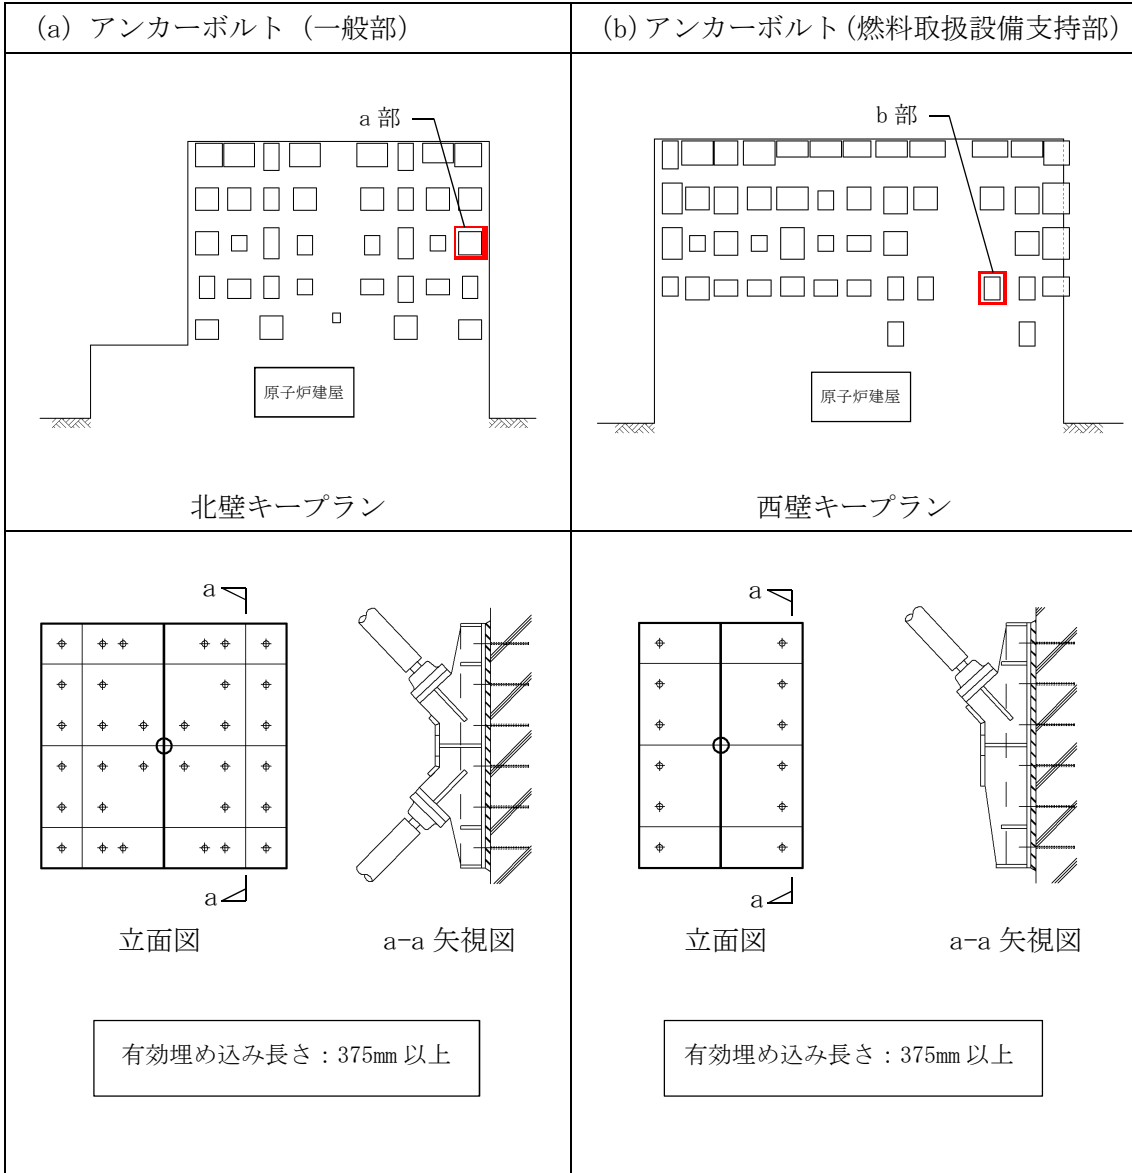 (a) アンカーボルト (一般部)
(b)アンカーボルト(燃料取扱設備支持部)
a 部
原子炉建屋
北壁キープラン
b 部
原子炉建屋
西壁キープラン
a
a
立面図
a-a 矢視図
有効埋め込み長さ：375mm 以上
a
a
立面図
a-a 矢視図
有効埋め込み長さ：375mm 以上